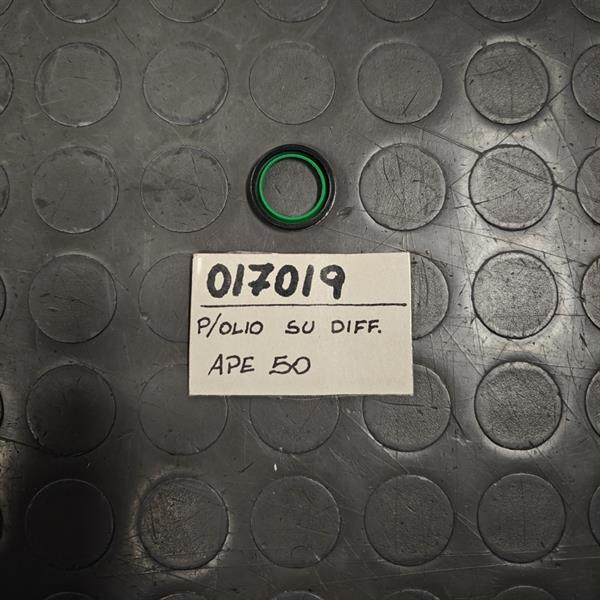 017019
P/OLIO SU DIFF.
APE 50